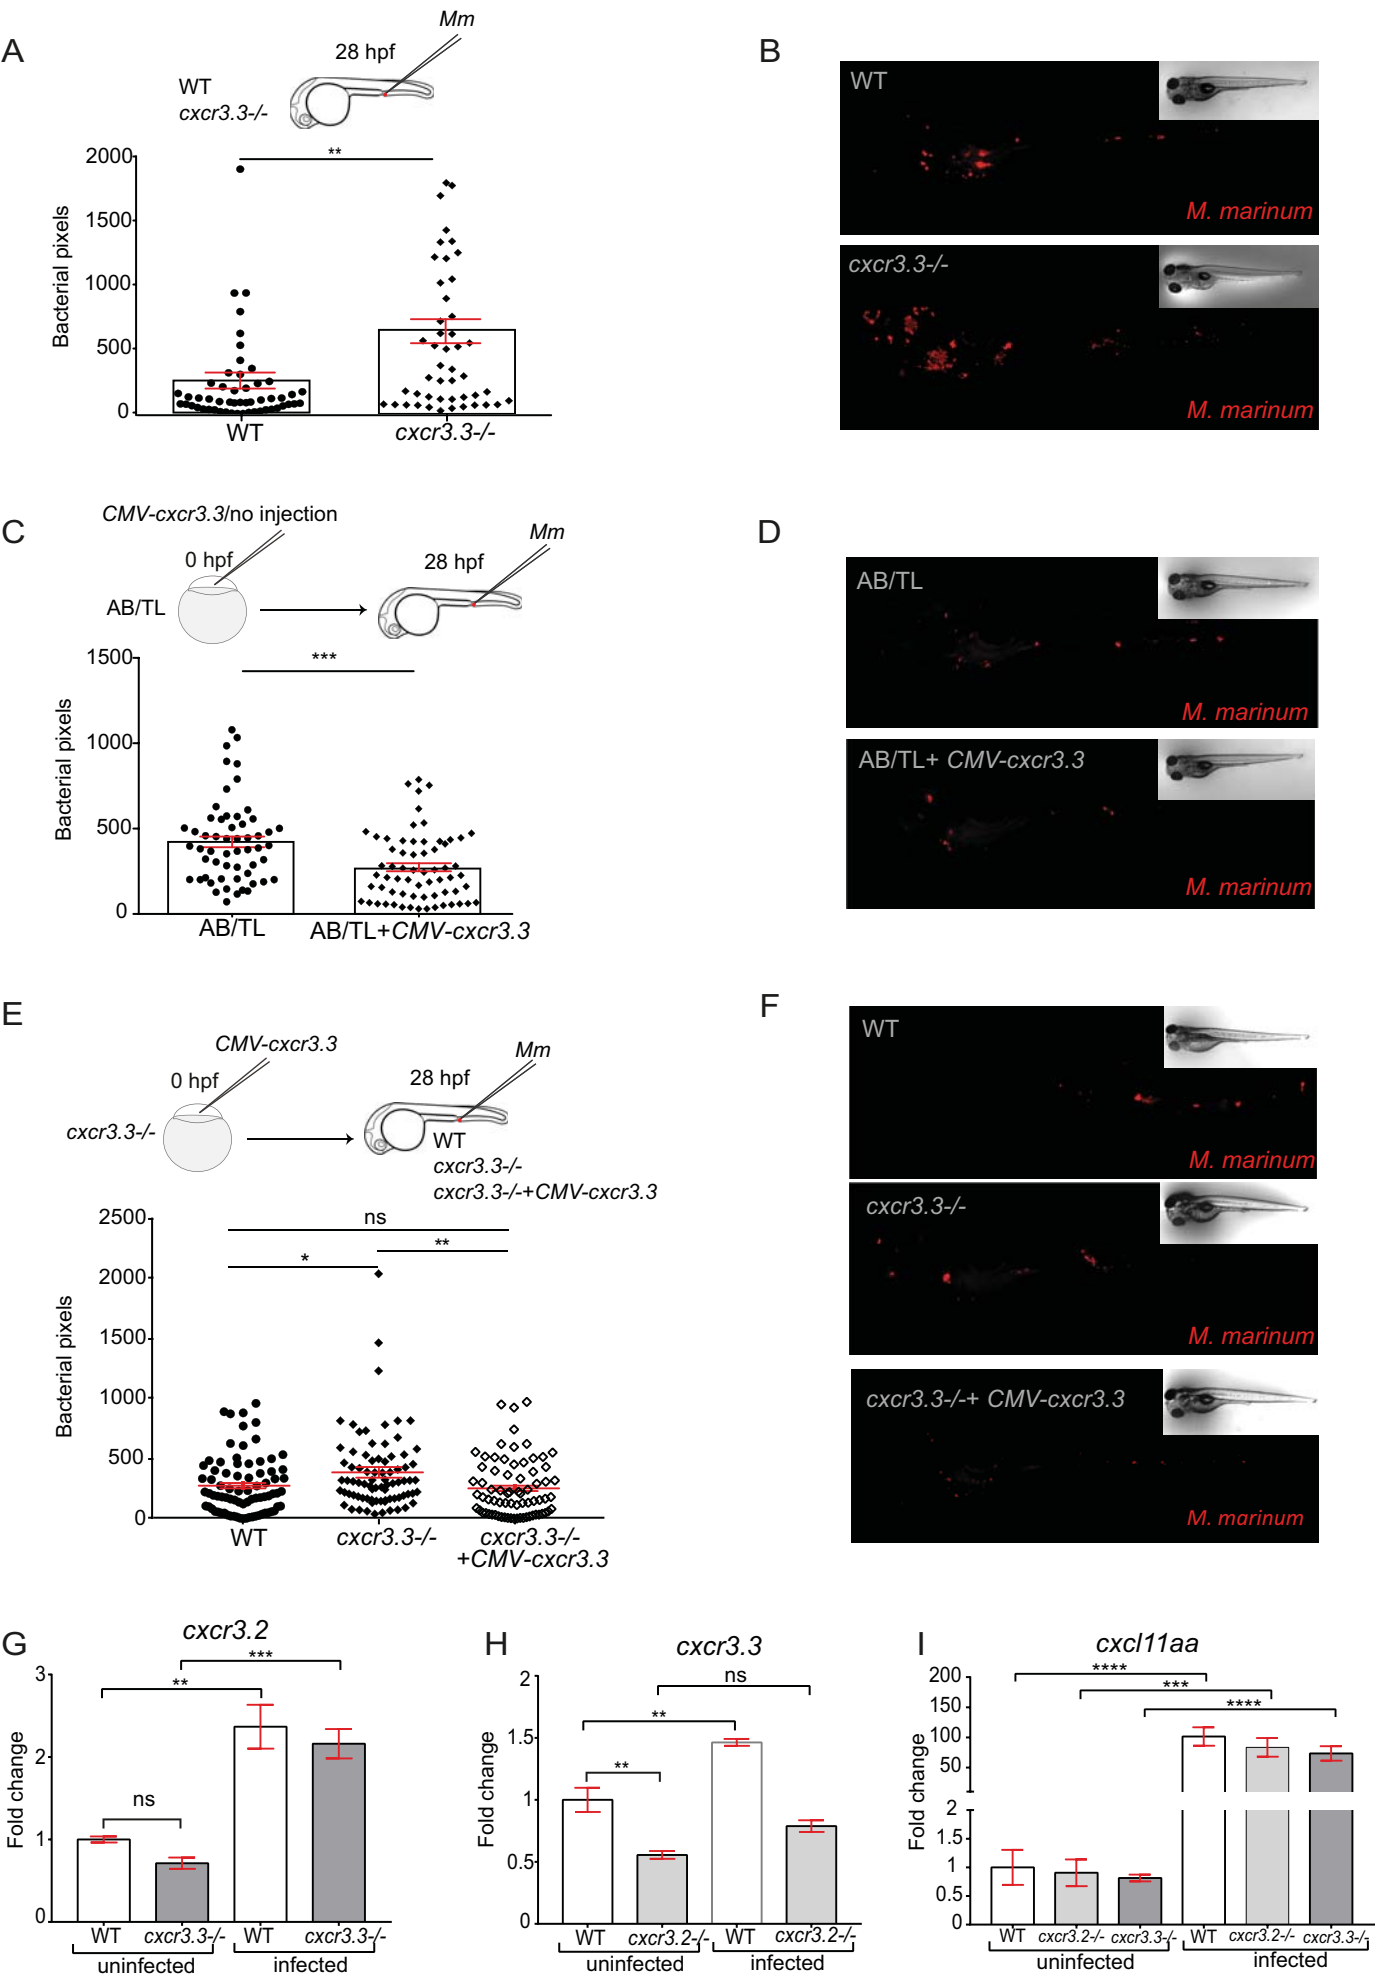 A
Mm
28 hpf
WT
cxcr3.3-/-
**
2000
1500
1000
500
0
Bacterial pixels
WT
cxcr3.3-/-
B
WT
M. marinum
cxcr3.3-/-
M. marinum
C
CMV-cxcr3.3/no injection
0 hpf
Mm
28 hpf
AB/TL
***
1500
1000
500
0
Bacterial pixels
AB/TL
AB/TL+CMV-cxcr3.3
D
AB/TL
M. marinum
AB/TL+ CMV-cxcr3.3
M. marinum
E
CMV-cxcr3.3
0 hpf
Mm
28 hpf
cxcr3.3-/-
WT
cxcr3.3-/-
cxcr3.3-/-+CMV-cxcr3.3
ns
**
*
2500
2000
1500
1000
500
0
Bacterial pixels
WT
cxcr3.3-/-
cxcr3.3-/-
+CMV-cxcr3.3
F
WT
M. marinum
cxcr3.3-/-
M. marinum
cxcr3.3-/-+ CMV-cxcr3.3
M. marinum
G
cxcr3.2
***
**
ns
3
2
1
0
Fold change
WT
cxcr3.3-/-
WT
cxcr3.3-/-
uninfected
infected
H
cxcr3.3
ns
**
**
2
1.5
1
0.5
0
Fold change
WT
cxcr3.2-/-
WT
cxcr3.2-/-
uninfected
infected
I
cxcl11aa
****
***
****
200
150
100
50
2
1.5
1
0.5
0
Fold change
WT
cxcr3.2-/-
cxcr3.3-/-
WT
cxcr3.2-/-
cxcr3.3-/-
uninfected
infected